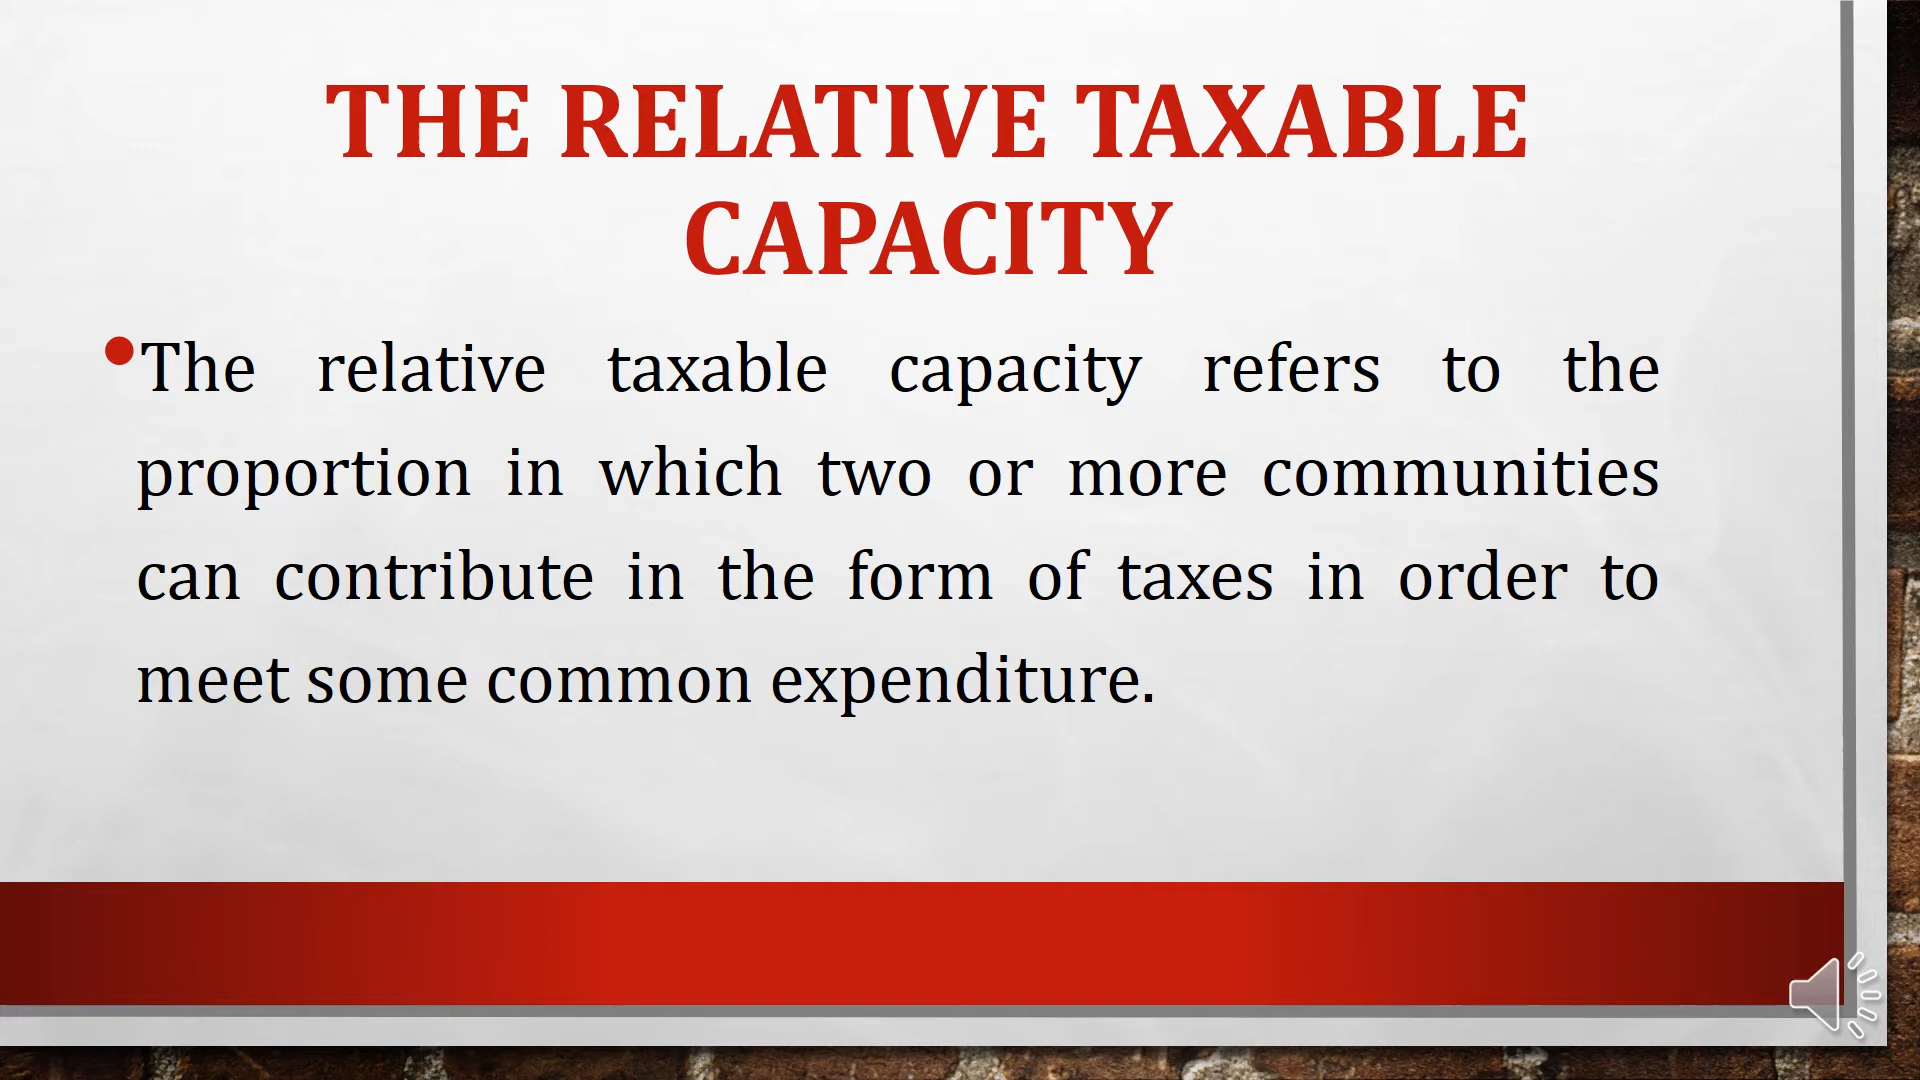 THE RELATIVE TAXABLE
CAPACITY
•The relative taxable capacity refers to the
proportion in which two or more communities
can contribute in the form of taxes in order to
meet some common expenditure.